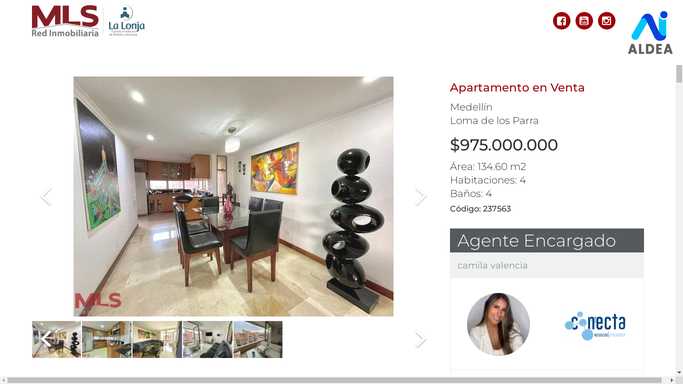 MLS
Red Inmobiliaria
La Lonja
ALDEA
Apartamento en Venta
Medellín
Loma de los Parra
$975.000.000
Área: 134.60 m2
Habitaciones: 4
Baños: 4
Código: 237563
Agente Encargado
camila valencia
MLS
conecta